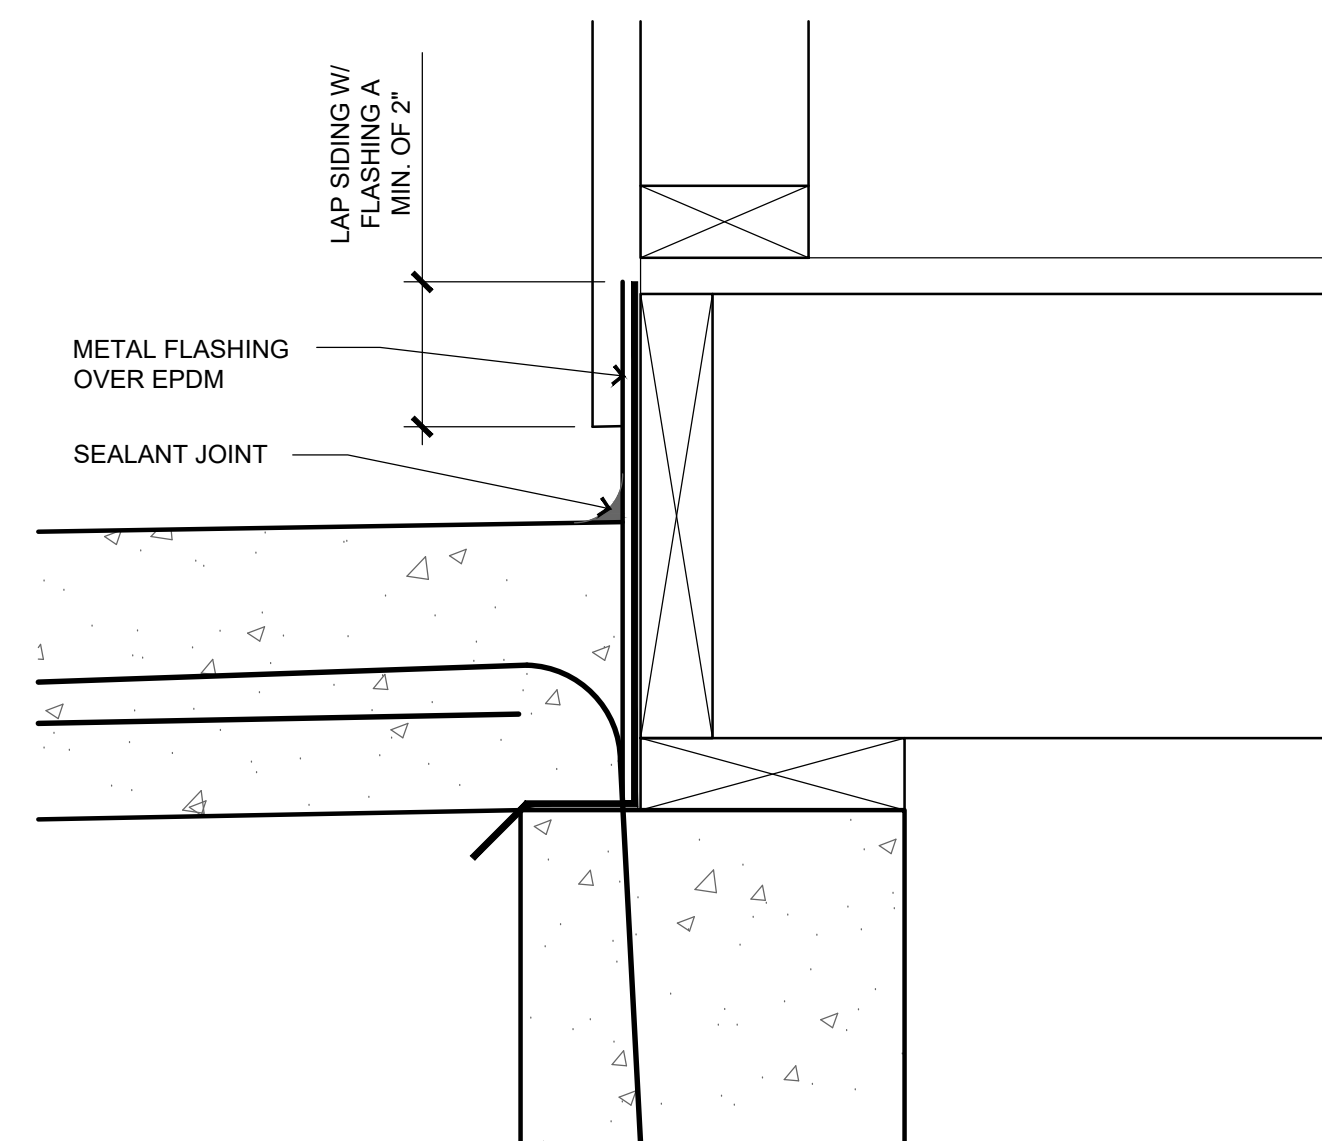 LAP SIDING W/
FLASHING A
MIN. OF 2"
METAL FLASHING
OVER EPDM
SEALANT JOINT